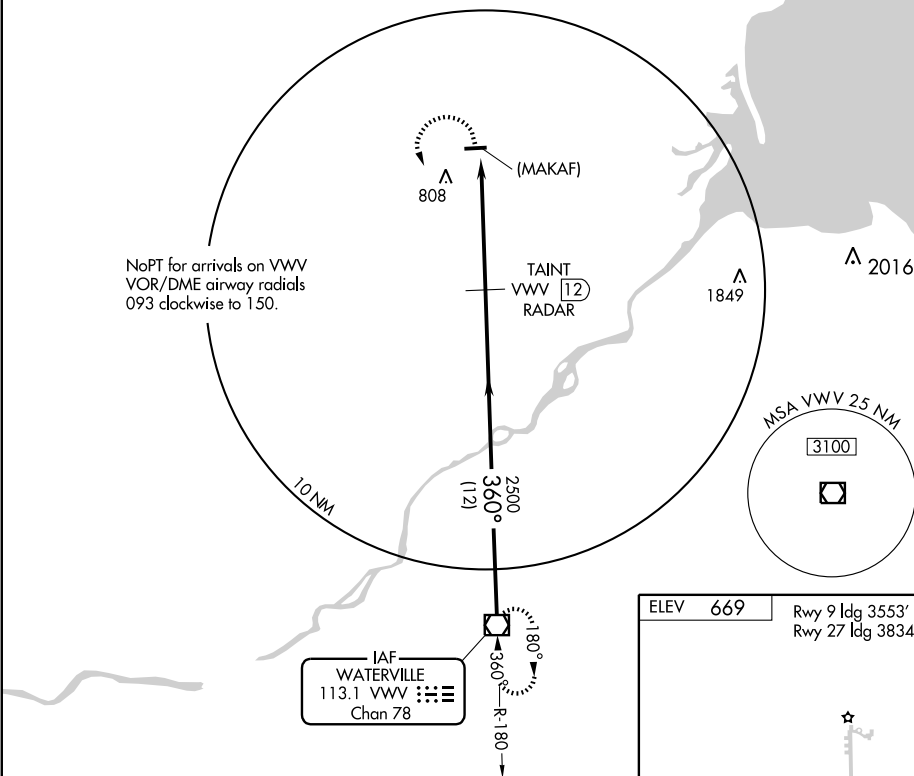 (MAKAF)
808
NoPT for arrivals on VWV
VOR/DME airway radials
093 clockwise to 150.
TAINT
VWV 12
RADAR
1849
2016
MSA VWV 25 NM
3100
10 NM
2500
360°
(12)
IAF
WATERVILLE
113.1 VWV
Chan 78
180°
360°
R-180
ELEV 669
Rwy 9 ldg 3553'
Rwy 27 ldg 3834